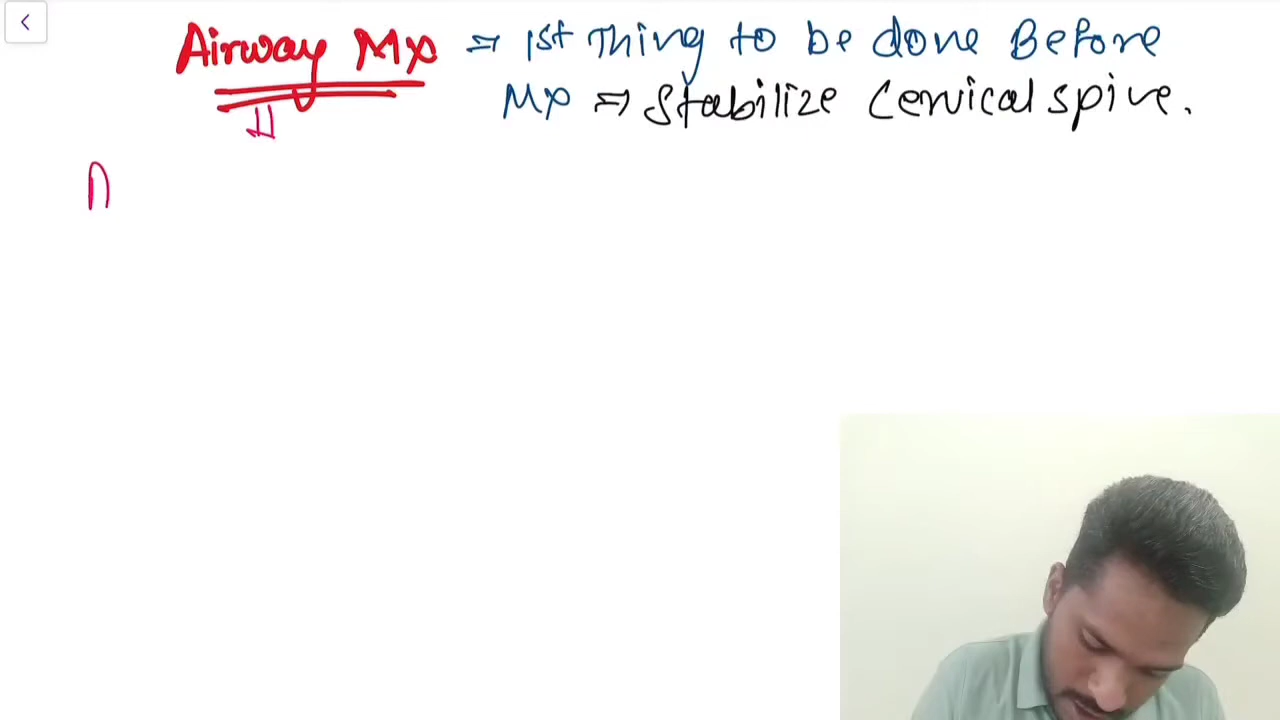 Airway Mx ⇒ 1st Thing to be done Before
Mx ⇒ Stabilize Cervical spine.